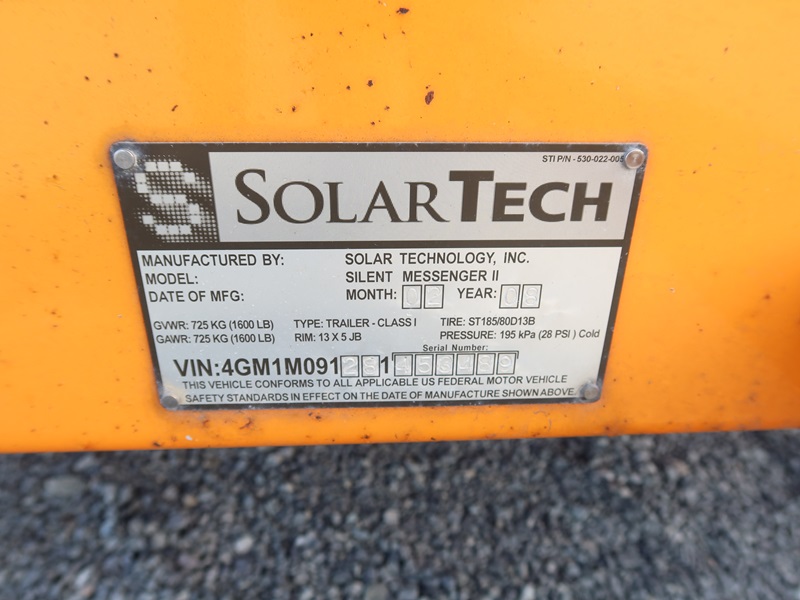 STI P/N - 530-022-005
S SOLARTECH
MANUFACTURED BY: SOLAR TECHNOLOGY, INC.
MODEL: SILENT MESSENGER II
DATE OF MFG: MONTH: 02 YEAR: 08
GVWR: 725 KG (1600 LB) TYPE: TRAILER - CLASS I TIRE: ST185/80D13B
GAWR: 725 KG (1600 LB) RIM: 13 X 5 JB PRESSURE: 195 kPa (28 PSI) Cold
Serial Number:
VIN:4GM1M091
THIS VEHICLE CONFORMS TO ALL APPLICABLE US FEDERAL MOTOR VEHICLE
SAFETY STANDARDS IN EFFECT ON THE DATE OF MANUFACTURE SHOWN ABOVE.